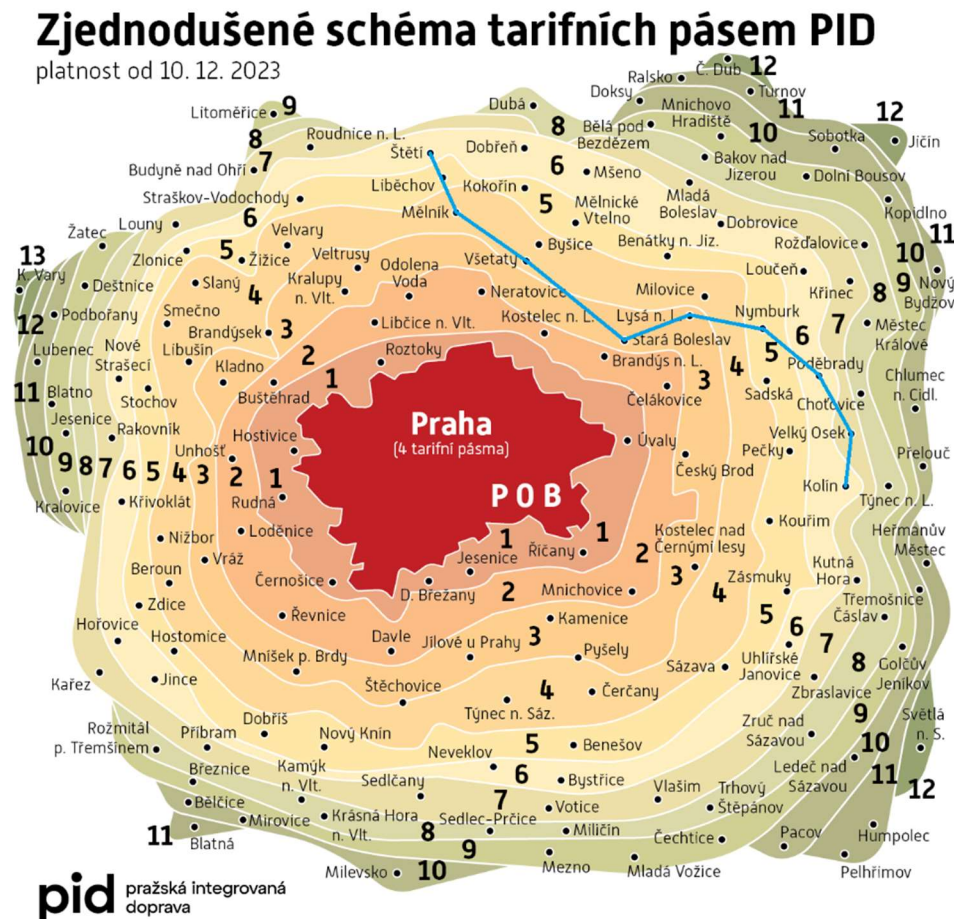 Zjednodušené schéma tarifních pásem PID
platnost od 10. 12. 2023
Č. Dub
12
Ralsko
Turnov
Doksy
Mnichovo
Hradiště
11
12
Litoměřice
9
Dubá
8
Bělá pod
Bezdězem
10
Sobotka
Jičín
8
Roudnice n. L.
Štětí
Dobřeň
6
Mšeno
Bakov nad
Jizerou
Dolní Bousov
Budyně nad Ohří
7
Liběchov
Kokořín
Mladá
Boleslav
Kopidlno
Straškov-Vodochody
5
Mělnické
Vtelno
Dobrovice
11
Louny
6
Mělník
Rožďalovice
10
Žatec
Velvary
Byšice
Benátky n. Jiz.
13
K. Vary
Zlonice
5
Žižice
Veltrusy
Odolena
Voda
Všetaty
Loučeň
9
Nový
Bydžov
Deštnice
Slaný
4
Kralupy
n. Vlt.
Neratovice
Milovice
Křinec
8
12
Podbořany
Smečno
Kostelec n. L.
Lysá n. L.
Nymburk
7
Městec
Králové
Brandýsek
3
Libčice n. Vlt.
Stará Boleslav
6
Lubenec
Nové
Strašecí
Libušín
2
Roztoky
Brandýs n. L.
4
5
Poděbrady
Chlumec
n. Cidl.
11
Blatno
Kladno
1
3
Sadská
Stochov
Buštěhrad
Čelákovice
Choťovice
Jesenice
Rakovník
Hostivice
Praha
(4 tarifní pásma)
Úvaly
Velký Osek
10
9
8
7
6
5
4
3
2
1
Unhošť
Český Brod
Pečky
Přelouč
Kralovice
Křivoklát
Rudná
P 0 B
Kolín
Týnec n. L.
Nižbor
Loděnice
1
1
Kostelec nad
Černými lesy
Kouřim
Heřmanův
Městec
Vráž
Jesenice
Říčany
2
Kutná
Hora
Beroun
Černošice
D. Břežany
2
Mnichovice
3
4
Zásmuky
Třemošnice
Zdice
Řevnice
Kamenice
5
6
Čáslav
Hořovice
Hostomice
Davle
Jílové u Prahy
3
7
Mníšek p. Brdy
Pyšely
Sázava
Uhlířské
Janovice
8
Golčův
Jeníkov
Kařez
Jince
Štěchovice
4
Čerčany
Zbraslavice
Týnec n. Sáz.
9
Světlá
n. S.
Rožmitál
p. Třemšínem
Dobříš
Zruč nad
Sázavou
10
Příbram
Nový Knín
Neveklov
5
Benešov
Ledeč nad
Sázavou
11
Březnice
Kamýk
n. Vlt.
Sedlčany
6
Bystřice
12
7
Vlašim
Trhový
Štěpánov
Bělčice
Votice
Mirovice
Krásná Hora
n. Vlt.
Sedlec-Prčice
Miličín
11
Blatná
8
Čechtice
Pacov
Humpolec
9
Mezno
Mladá Vožice
Pelhřimov
Milevsko
10
pid
pražská integrovaná
doprava